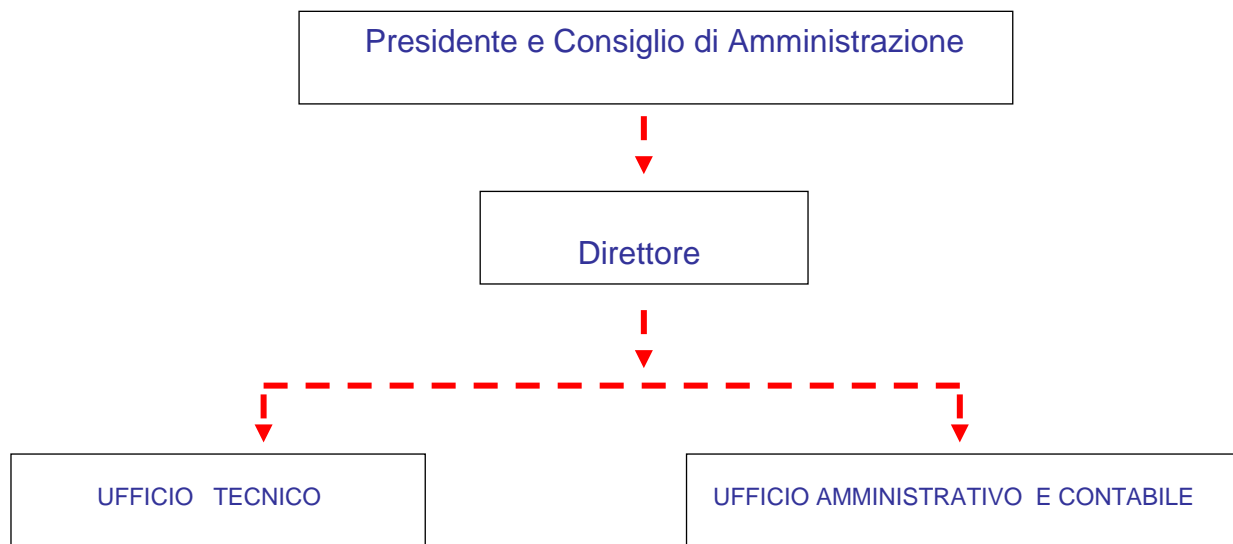 Presidente e Consiglio di Amministrazione
Direttore
UFFICIO TECNICO
UFFICIO AMMINISTRATIVO E CONTABILE